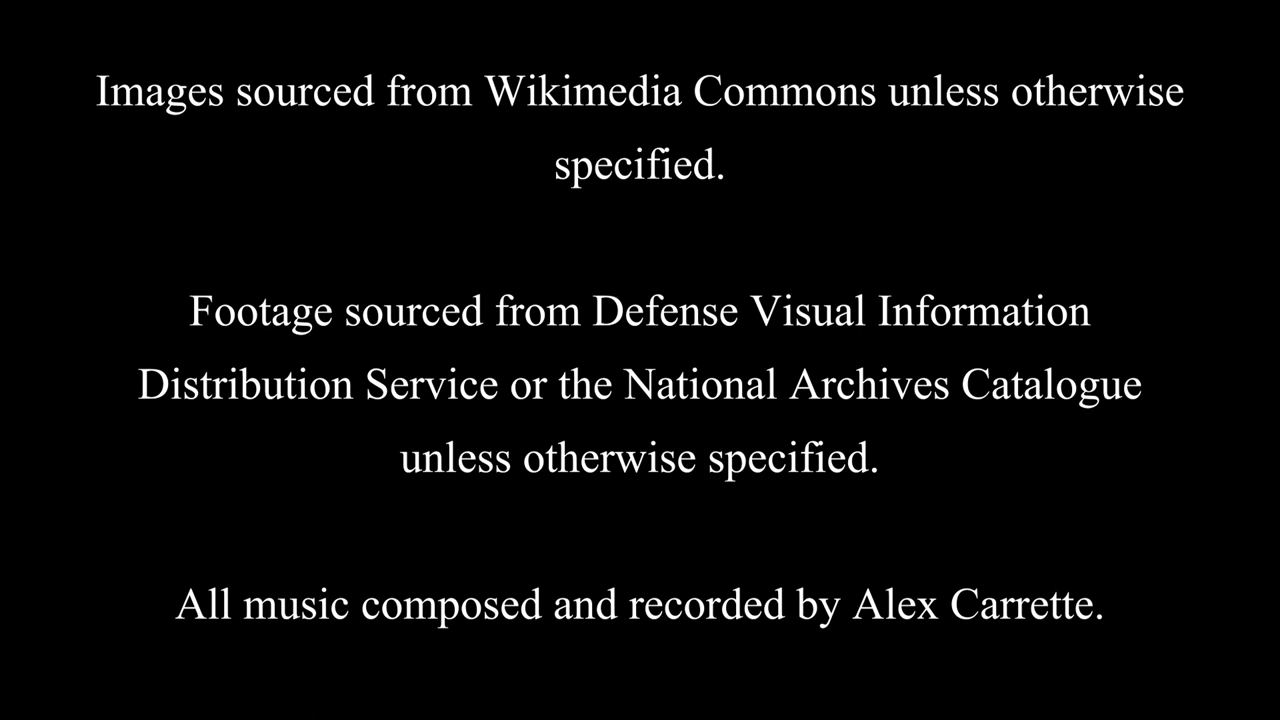 Images sourced from Wikimedia Commons unless otherwise
specified.
Footage sourced from Defense Visual Information
Distribution Service or the National Archives Catalogue
unless otherwise specified.
All music composed and recorded by Alex Carrette.